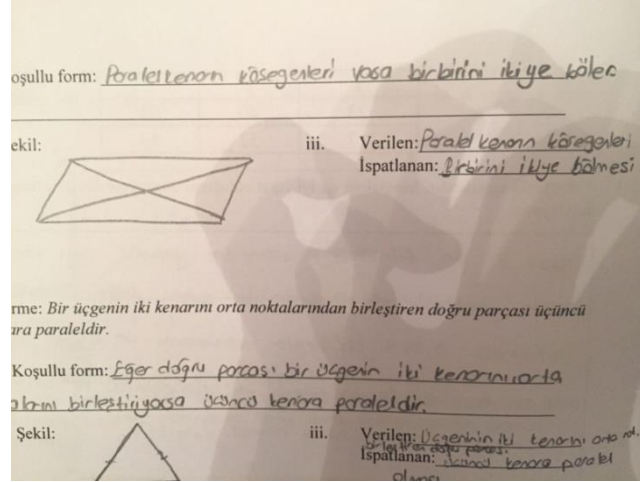 oşullu form: Paralelkenarın köşegenleri varsa birbirini ikiye böler.
ekil:
iii. Verilen: Paralel kenarın köşegenleri
İspatlanan: Birbirini ikiye bölmesi
rme: Bir üçgenin iki kenarını orta noktalarından birleştiren doğru parçası üçüncü
ara paraleldir.
Koşullu form: Eğer doğru parçası bir üçgenin iki kenarını orta
birleştiriyorsa üçüncü kenara paraleldir.
Şekil:
iii. Verilen: Üçgenin iki kenarını orta nok.
birleştiren doğru parçası
İspatlanan: üçüncü kenara paralel
olması